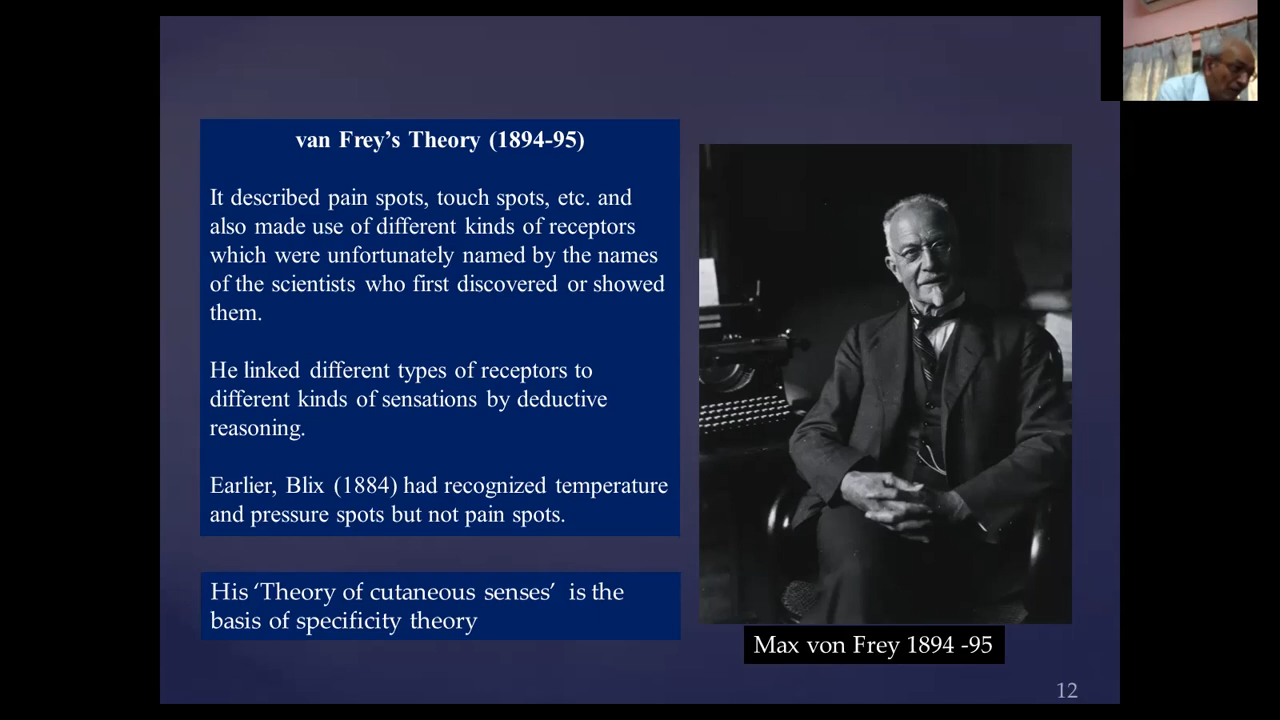 van Frey’s Theory (1894-95)
It described pain spots, touch spots, etc. and
also made use of different kinds of receptors
which were unfortunately named by the names
of the scientists who first discovered or showed
them.
He linked different types of receptors to
different kinds of sensations by deductive
reasoning.
Earlier, Blix (1884) had recognized temperature
and pressure spots but not pain spots.
His ‘Theory of cutaneous senses’ is the
basis of specificity theory
Max von Frey 1894 -95
12